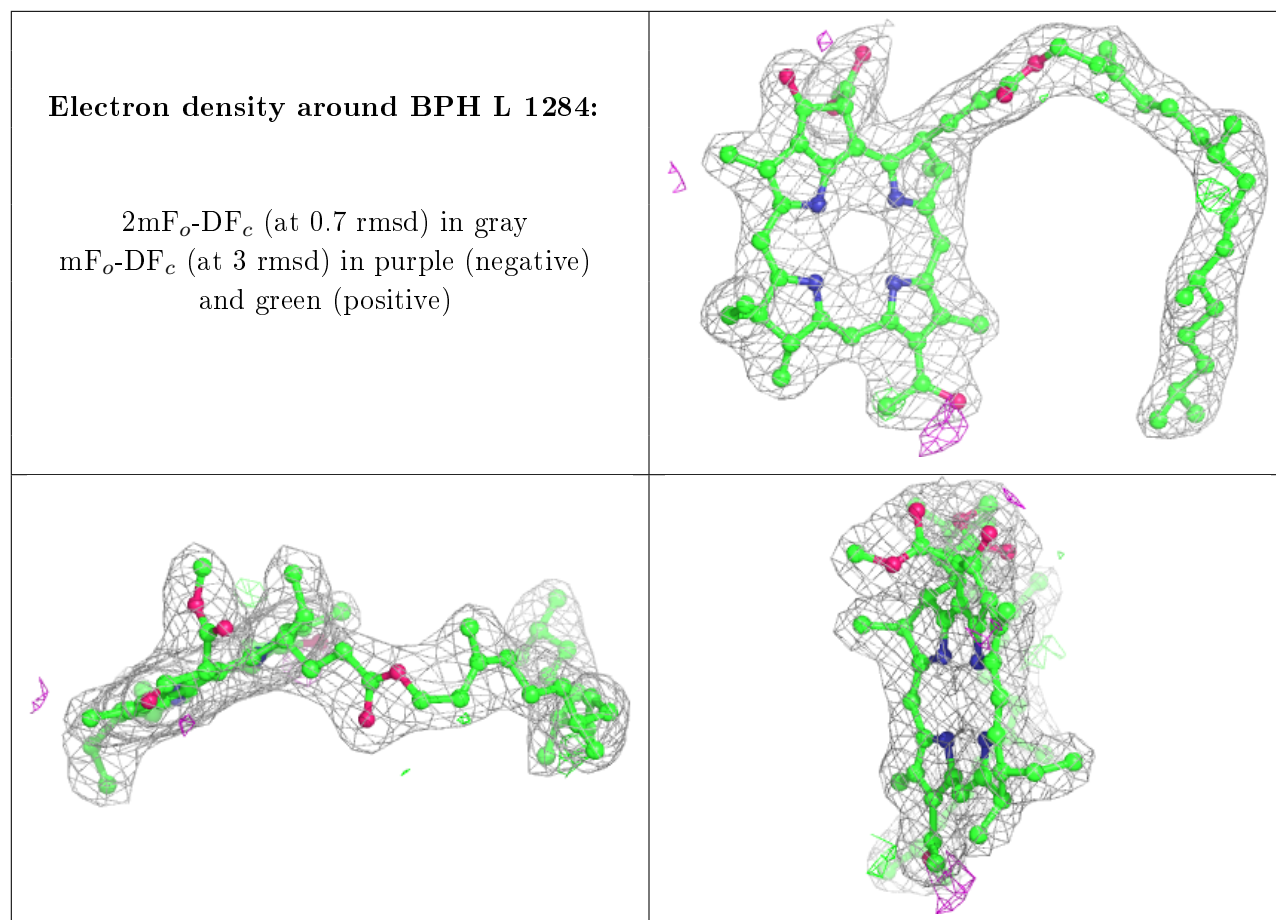 Electron density around BPH L 1284:
2mFo-DFc (at 0.7 rmsd) in gray
mFo-DFc (at 3 rmsd) in purple (negative)
and green (positive)